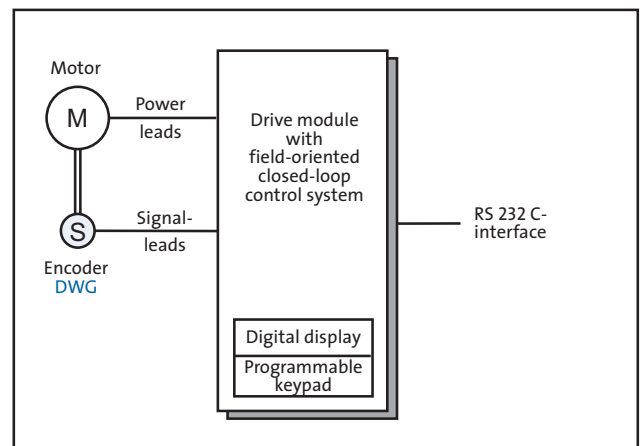 Motor
M
Power
leads
Drive module
with
field-oriented
closed-loop
control system
S
Signal-
leads
RS 232 C-
interface
Encoder
DWG
Digital display
Programmable
keypad